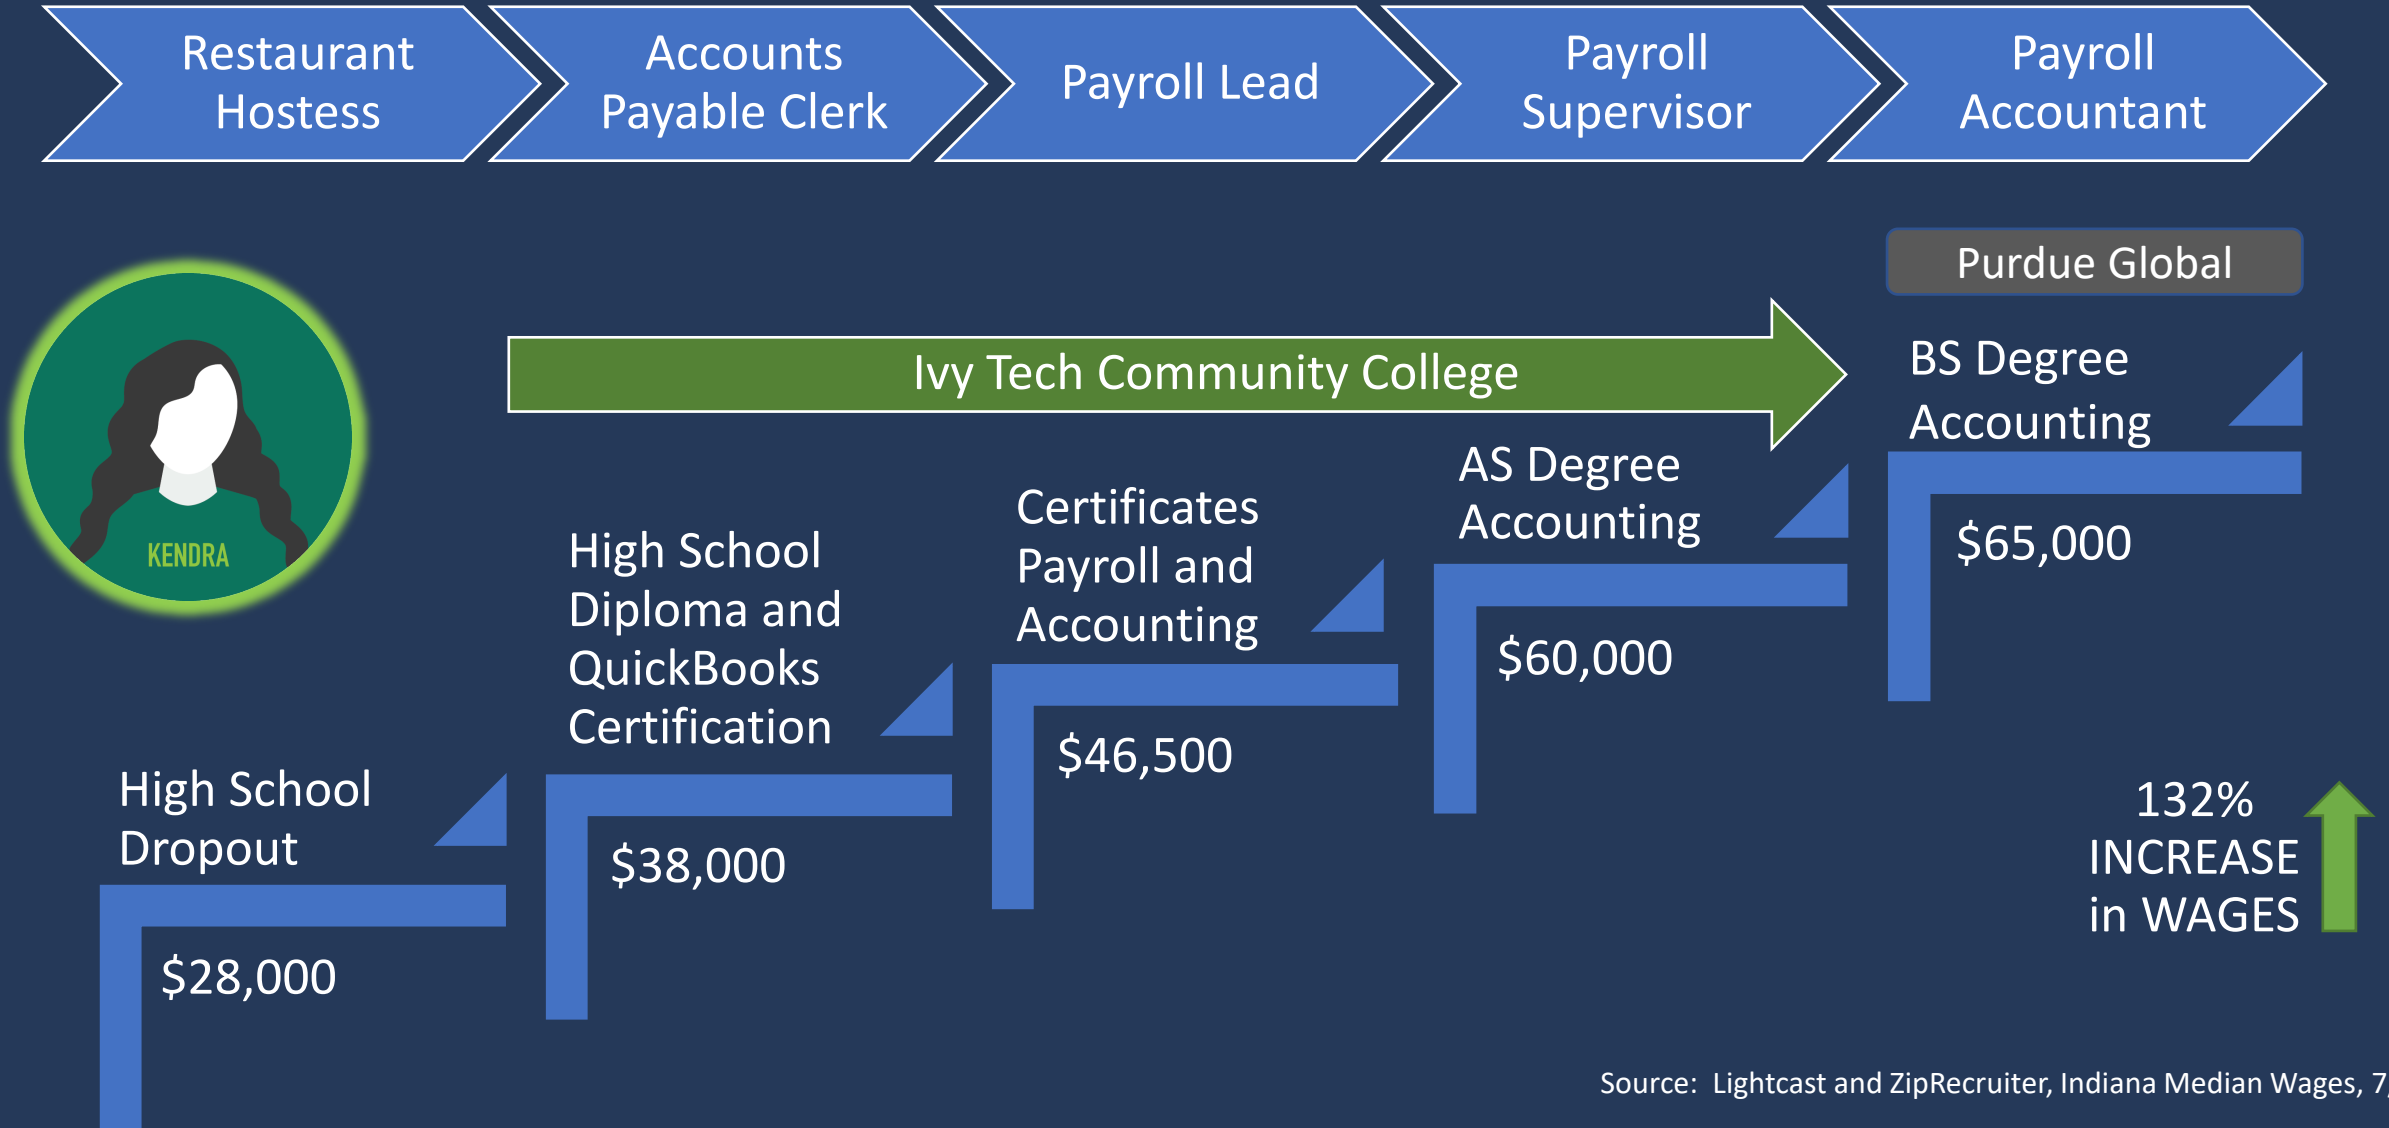 Restaurant
Hostess
Accounts
Payable Clerk
Payroll Lead
Payroll
Supervisor
Payroll
Accountant
Purdue Global
Ivy Tech Community College
KENDRA
High School
Dropout
$28,000
High School
Diploma and
QuickBooks
Certification
$38,000
Certificates
Payroll and
Accounting
$46,500
AS Degree
Accounting
$60,000
BS Degree
Accounting
$65,000
132%
INCREASE
in WAGES
Source: Lightcast and ZipRecruiter, Indiana Median Wages, 7,